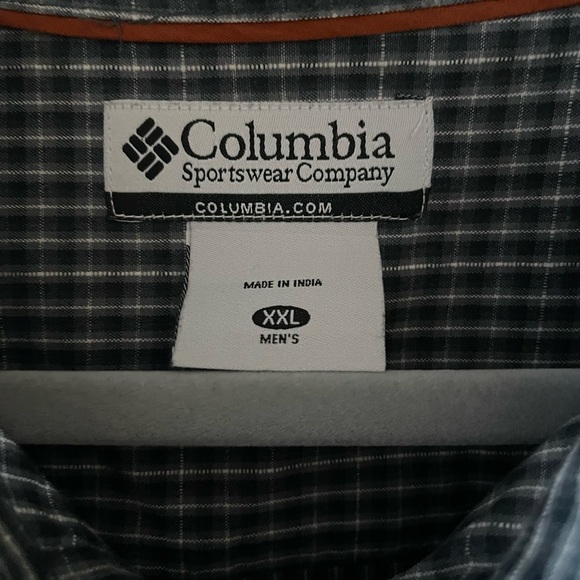 Columbia
Sportswear Company
COLUMBIA.COM
MADE IN INDIA
XXL
MEN'S